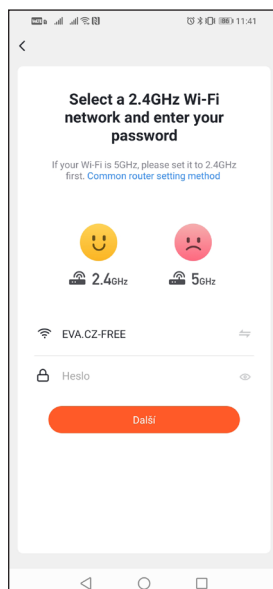 11:41
Select a 2.4GHz Wi-Fi
network and enter your
password
If your Wi-Fi is 5GHz, please set it to 2.4GHz
first. Common router setting method
2.4GHz 5GHz
EVA.CZ-FREE
Heslo
Další